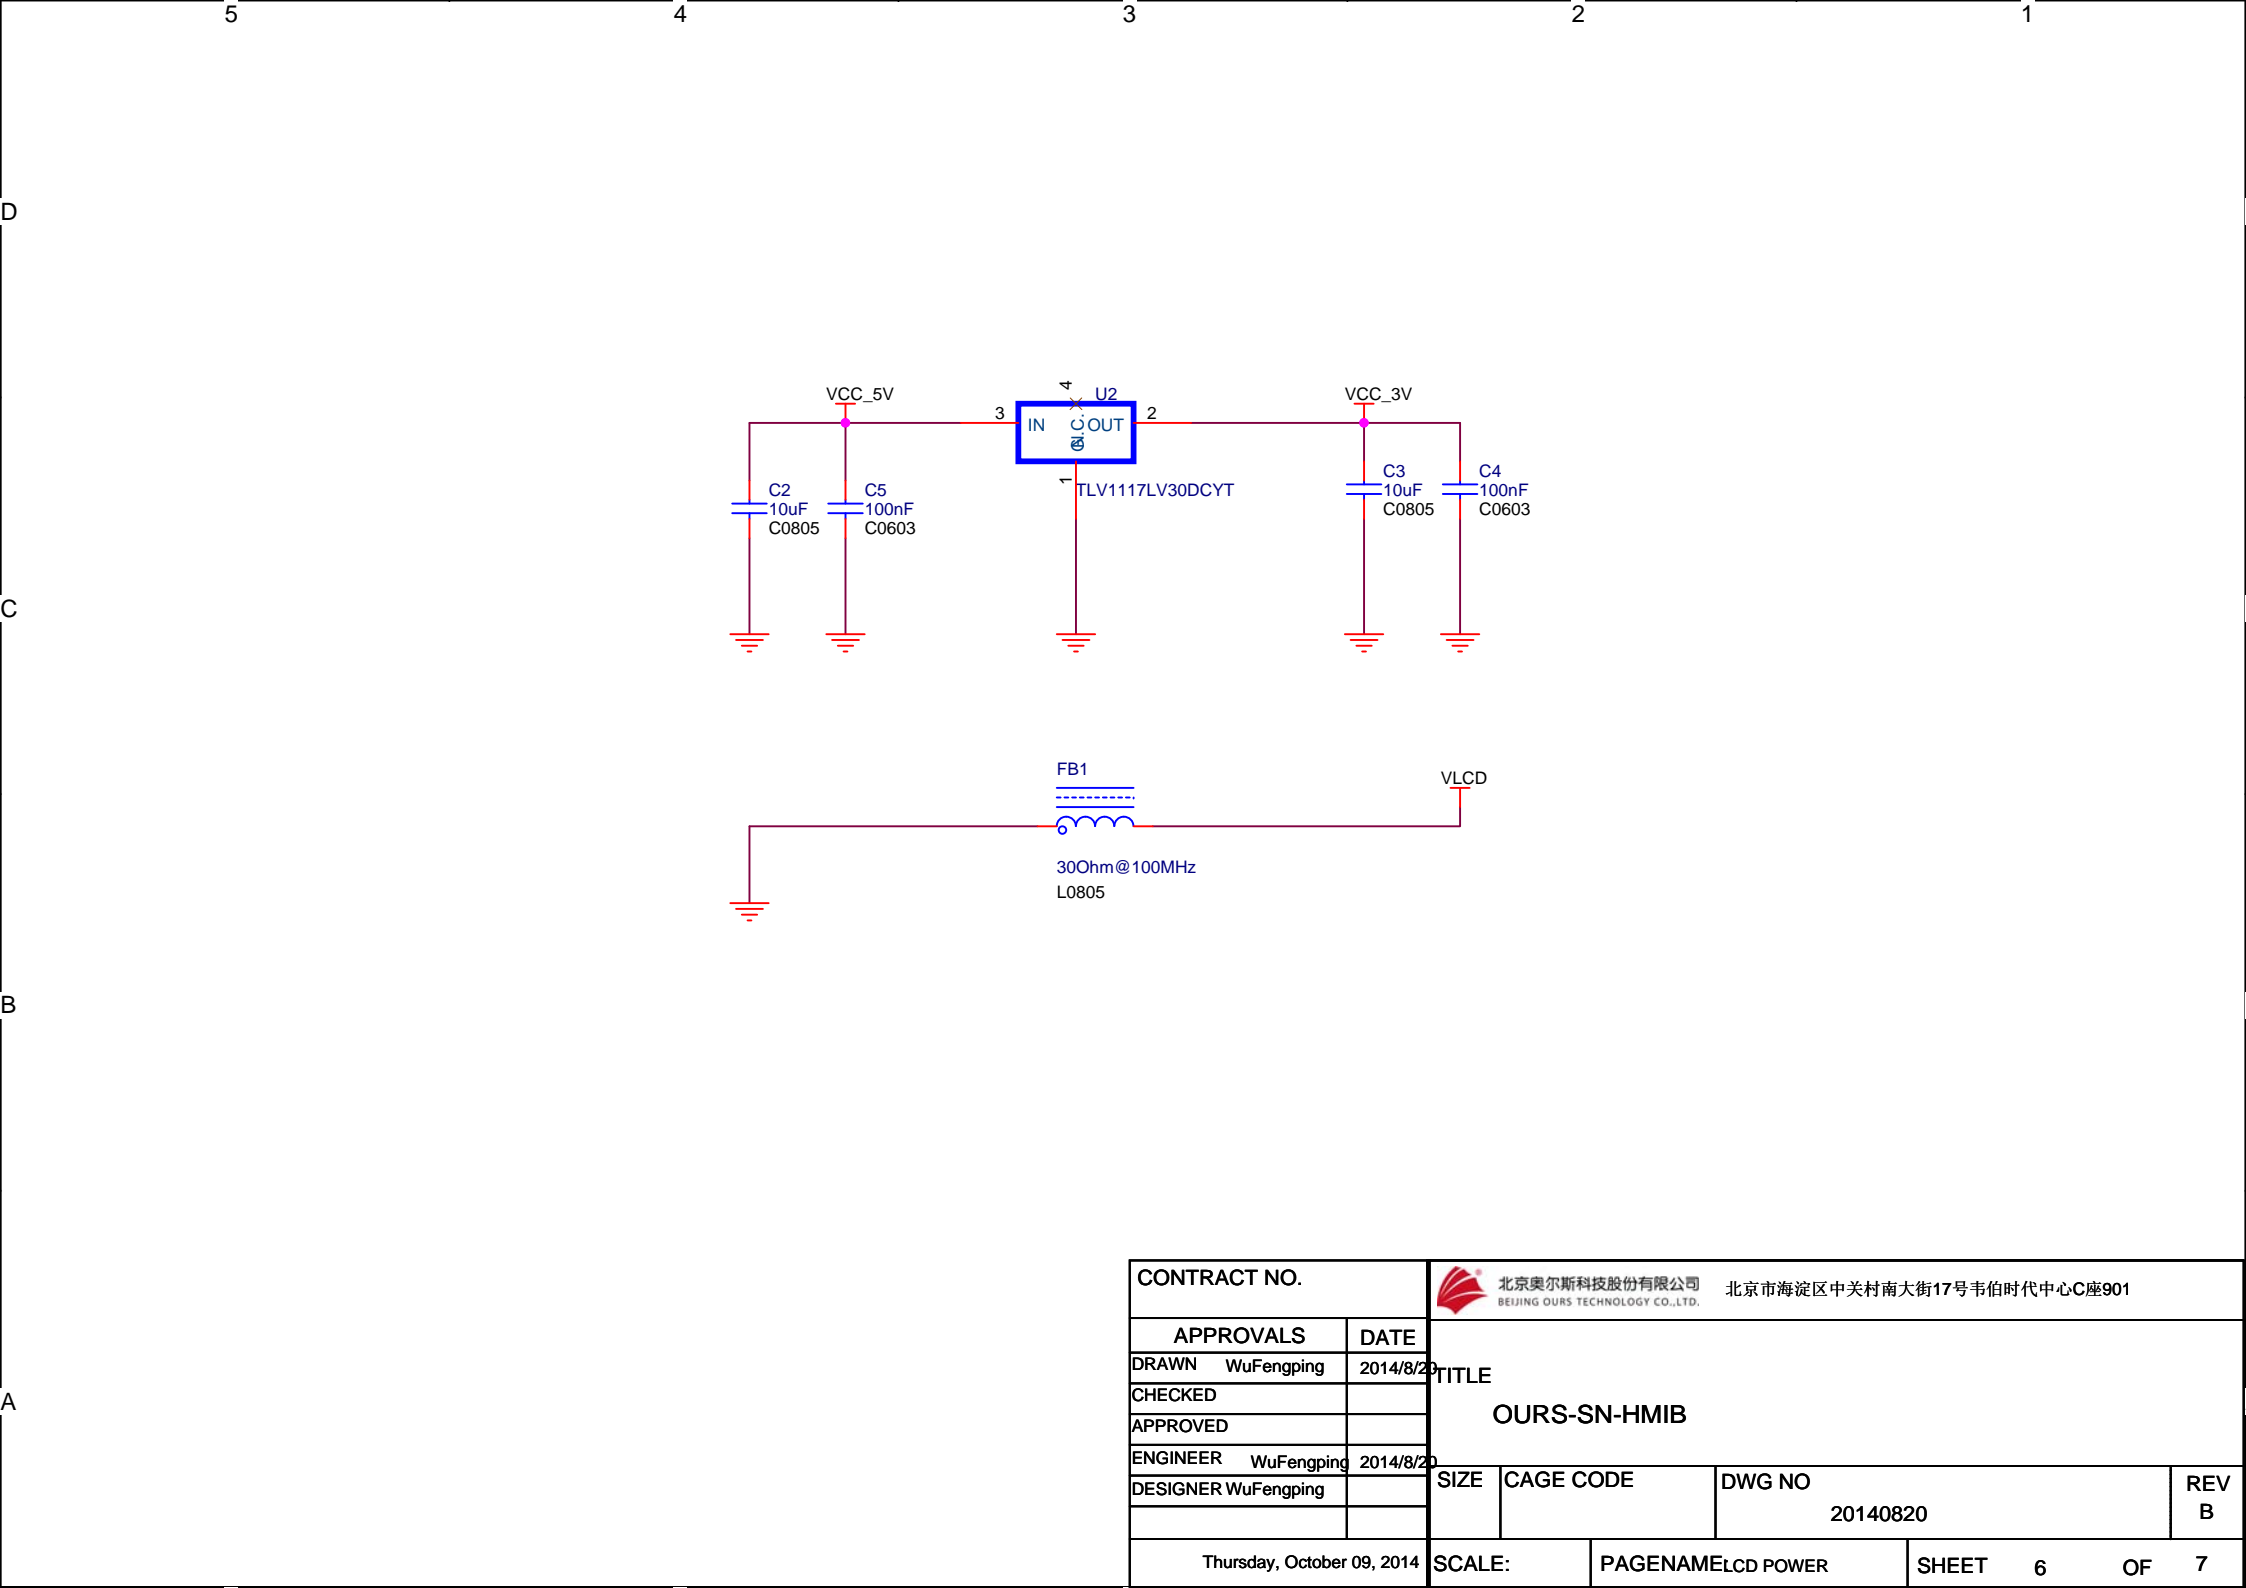 5 4 3 2 1
D
C
B
A
VCC_5V
4
U2
VCC_3V
3
IN
N.C.
OUT
2
1
TLV1117LV30DCYT
C2
10uF
C0805
C5
100nF
C0603
C3
10uF
C0805
C4
100nF
C0603
FB1
VLCD
30Ohm@100MHz
L0805
CONTRACT NO.
北京奥尔斯科技股份有限公司
BEIJING OURS TECHNOLOGY CO.,LTD.
北京市海淀区中关村南大街17号韦伯时代中心C座901
APPROVALS DATE
DRAWN WuFengping 2014/8/20
CHECKED
APPROVED
ENGINEER WuFengping 2014/8/20
DESIGNER WuFengping
Thursday, October 09, 2014
TITLE
OURS-SN-HMIB
SIZE CAGE CODE DWG NO REV
20140820 B
SCALE: PAGENAME: LCD POWER SHEET 6 OF 7